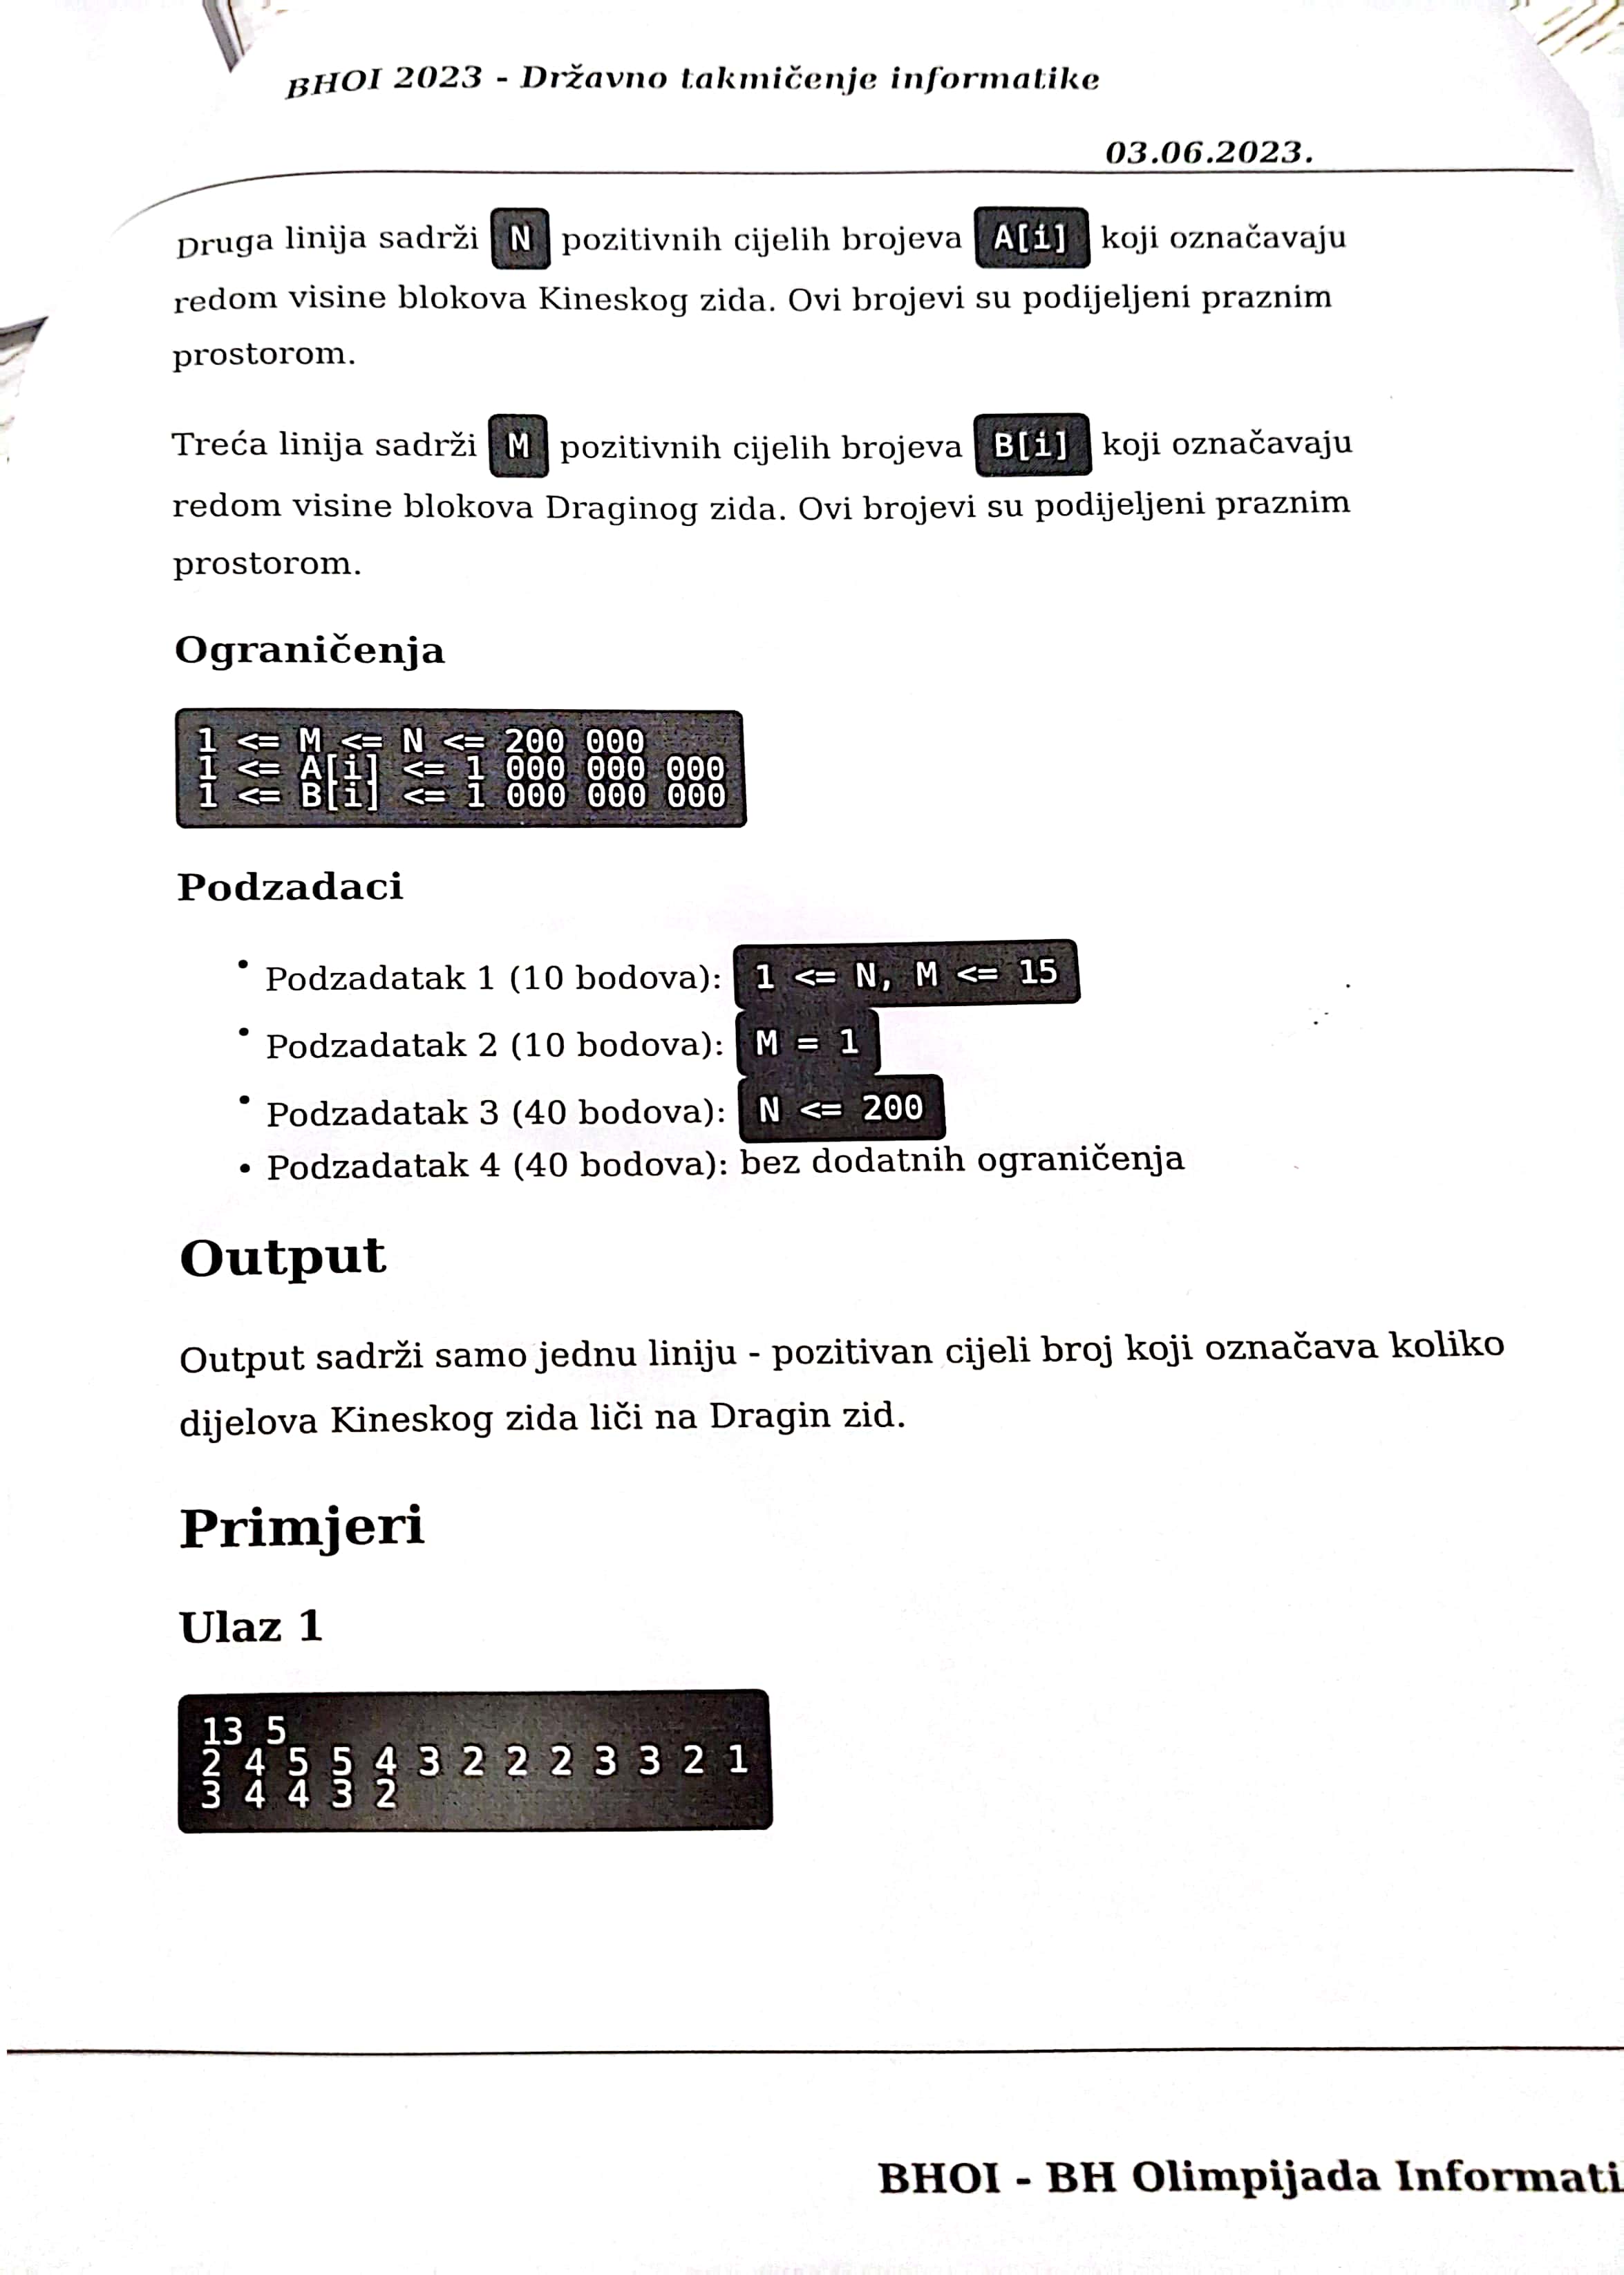 BHOI 2023 - Državno takmičenje informatike
03.06.2023.
Druga linija sadrži N pozitivnih cijelih brojeva A[i] koji označavaju
redom visine blokova Kineskog zida. Ovi brojevi su podijeljeni praznim
prostorom.
Treća linija sadrži M pozitivnih cijelih brojeva B[i] koji označavaju
redom visine blokova Draginog zida. Ovi brojevi su podijeljeni praznim
prostorom.
Ograničenja
1 <= M <= N <= 200 000
1 <= A[i] <= 1 000 000 000
1 <= B[i] <= 1 000 000 000
Podzadaci
• Podzadatak 1 (10 bodova): 1 <= N, M <= 15
• Podzadatak 2 (10 bodova): M = 1
• Podzadatak 3 (40 bodova): N <= 200
• Podzadatak 4 (40 bodova): bez dodatnih ograničenja
Output
Output sadrži samo jednu liniju - pozitivan cijeli broj koji označava koliko
dijelova Kineskog zida liči na Dragin zid.
Primjeri
Ulaz 1
13 5
2 4 5 5 4 3 2 2 2 3 3 2 1
3 4 4 3 2
BHOI - BH Olimpijada Informati